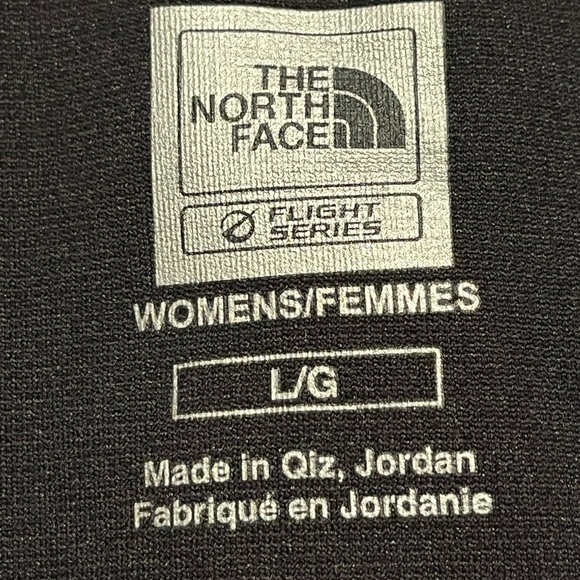 THE
NORTH
FACE
FLIGHT
SERIES
WOMENS/FEMMES
L/G
Made in Qiz, Jordan
Fabriqué en Jordanie